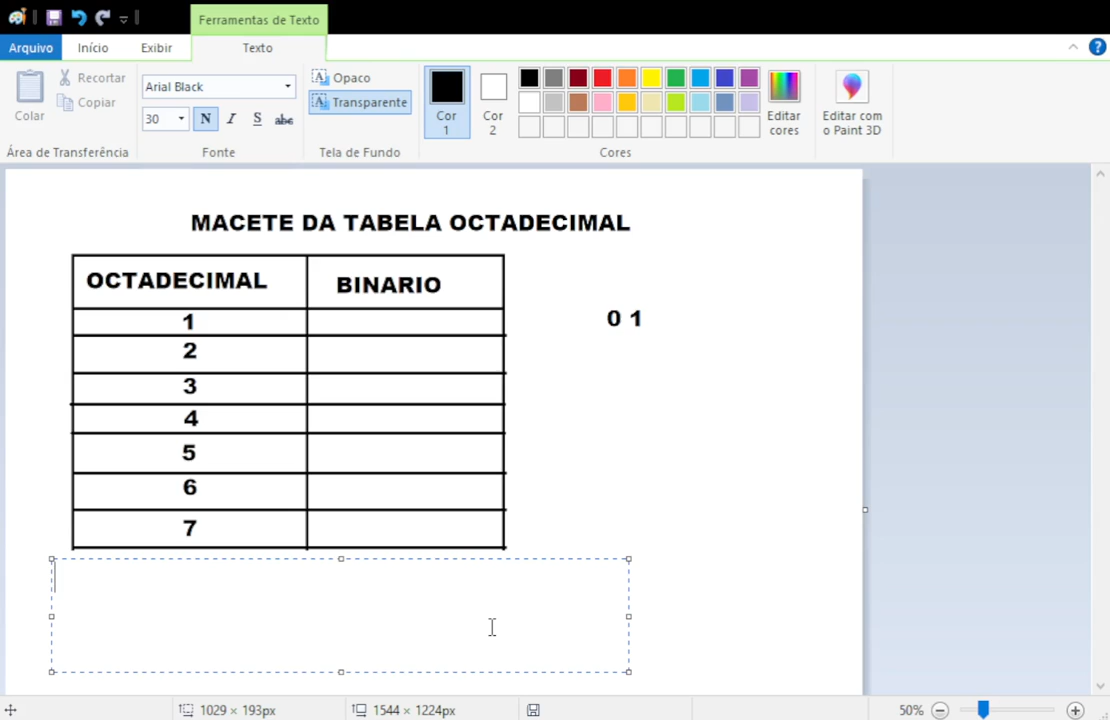 Ferramentas de Texto
Arquivo Início Exibir Texto
Colar
Recortar
Copiar
Área de Transferência
Arial Black
30 N I S abc
Fonte
Opaco
Transparente
Tela de Fundo
Cor 1
Cor 2
Editar cores
Cores
Editar com o Paint 3D
MACETE DA TABELA OCTADECIMAL
OCTADECIMAL BINARIO
1
0 1
2
3
4
5
6
7
1029 × 193px 1544 × 1224px 50%